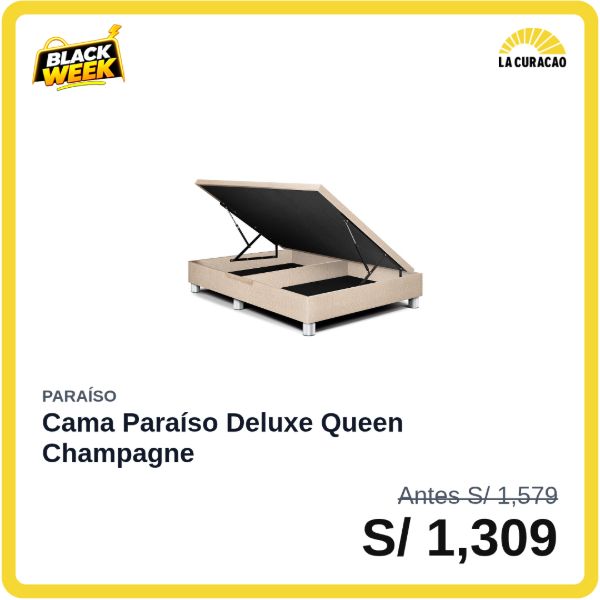 BLACK
WEEK
LA CURACAO
PARAÍSO
Cama Paraíso Deluxe Queen
Champagne
Antes S/ 1,579
S/ 1,309